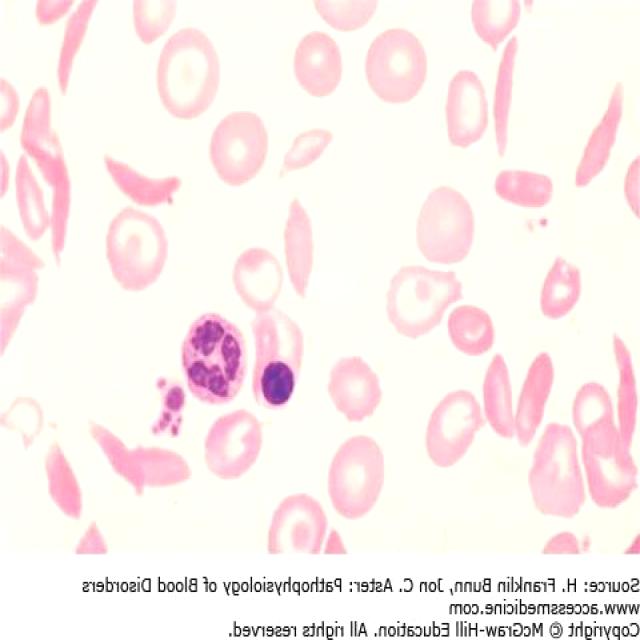 Source: H. Franklin Bunn, Jon C. Aster: Pathophysiology of Blood Disorders
www.accessmedicine.com
Copyright © McGraw-Hill Education. All rights reserved.